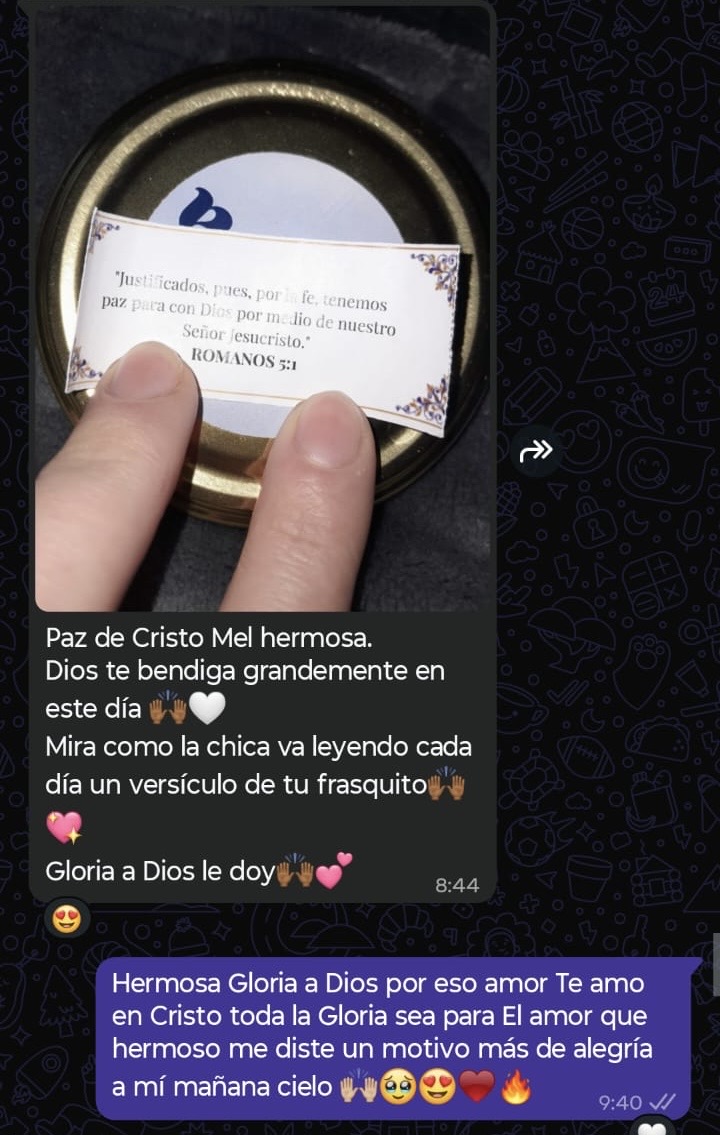 "Justificados, pues, por la fe, tenemos
paz para con Dios por medio de nuestro
Señor Jesucristo."
ROMANOS 5:1
Paz de Cristo Mel hermosa.
Dios te bendiga grandemente en
este día 🙌🏾🤍
Mira como la chica va leyendo cada
día un versículo de tu frasquito🙌🏾
💖
Gloria a Dios le doy🙌🏾💕
8:44
😍
Hermosa Gloria a Dios por eso amor Te amo
en Cristo toda la Gloria sea para El amor que
hermoso me diste un motivo más de alegría
a mí mañana cielo 🙌🏼🥹😍❤️🔥
9:40